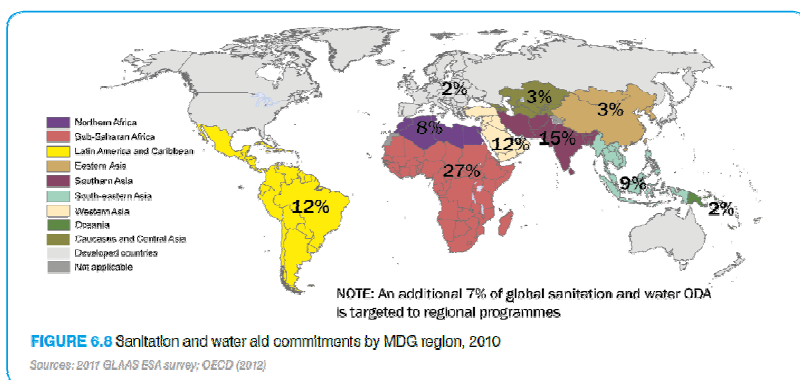 2%
3%
3%
8%
15%
12%
27%
9%
2%
12%
Northern Africa
Sub-Saharan Africa
Latin America and Caribbean
Eastern Asia
Southern Asia
South-eastern Asia
Western Asia
Oceania
Caucasus and Central Asia
Developed countries
Not applicable
NOTE: An additional 7% of global sanitation and water ODA
is targeted to regional programmes
FIGURE 6.8 Sanitation and water aid commitments by MDG region, 2010
Sources: 2011 GLAAS ESA survey; OECD (2012)